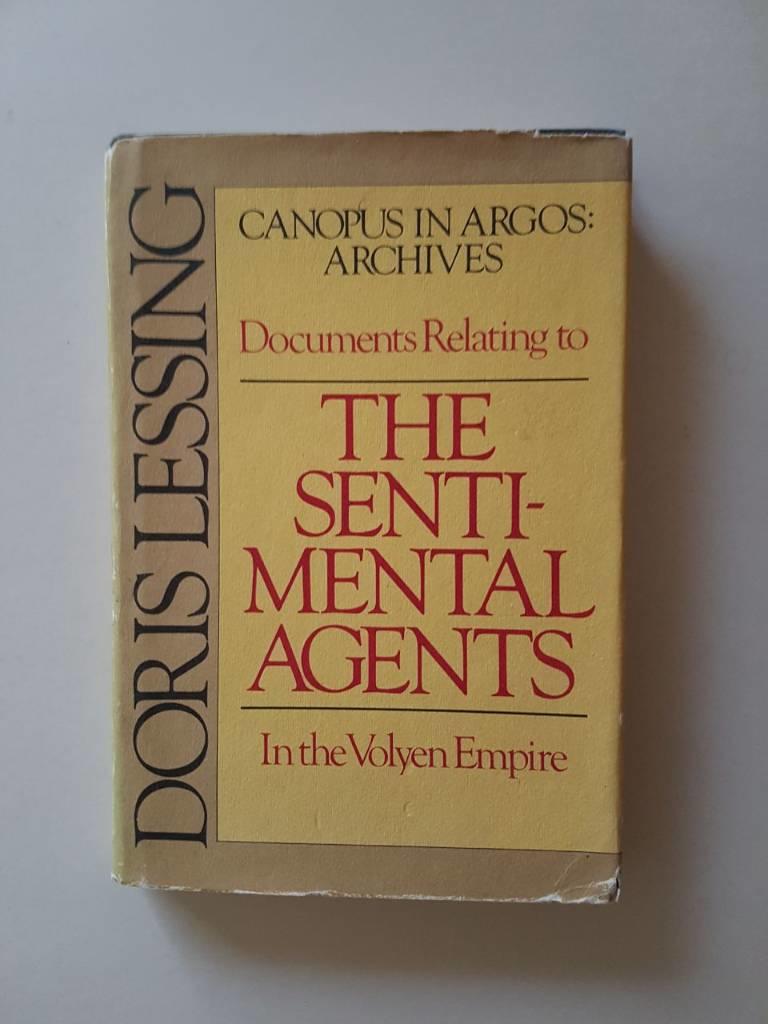 DORIS LESSING
CANOPUS IN ARGOS:
ARCHIVES
Documents Relating to
THE
SENTI-
MENTAL
AGENTS
In the Volyen Empire